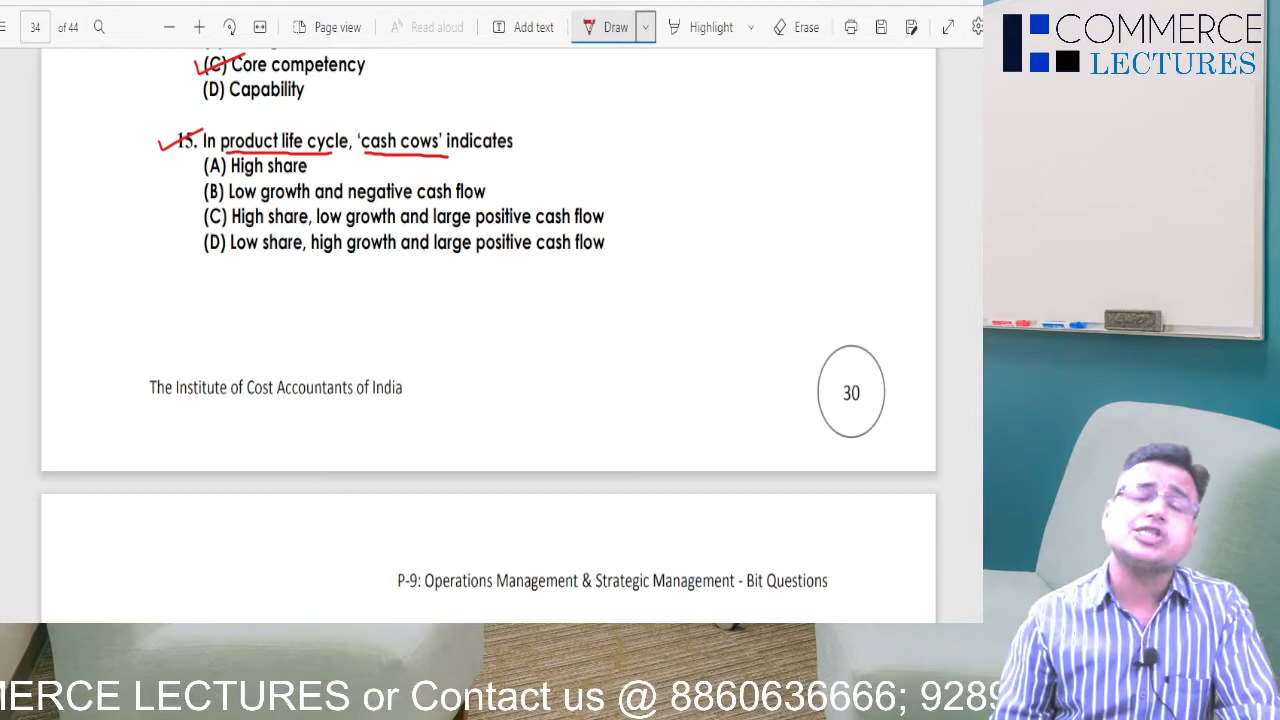 34 of 44 Page view Read aloud Add text Draw Highlight Erase
COMMERCE
LECTURES
(C) Core competency
(D) Capability
15. In product life cycle, ‘cash cows’ indicates
(A) High share
(B) Low growth and negative cash flow
(C) High share, low growth and large positive cash flow
(D) Low share, high growth and large positive cash flow
The Institute of Cost Accountants of India
30
P-9: Operations Management & Strategic Management - Bit Questions
MERCE LECTURES or Contact us @ 8860636666; 9289